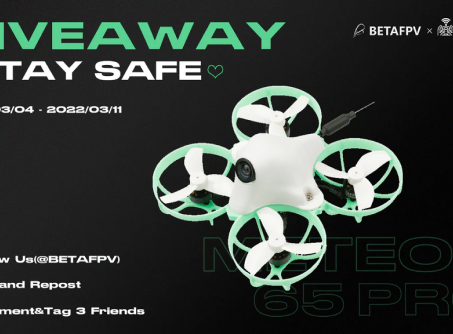 IVEAWAY
TAY SAFE
BETAFPV ×
3/04 - 2022/03/11
w Us(@BETAFPV)
and Repost
ment&Tag 3 Friends
METEO
65 PR